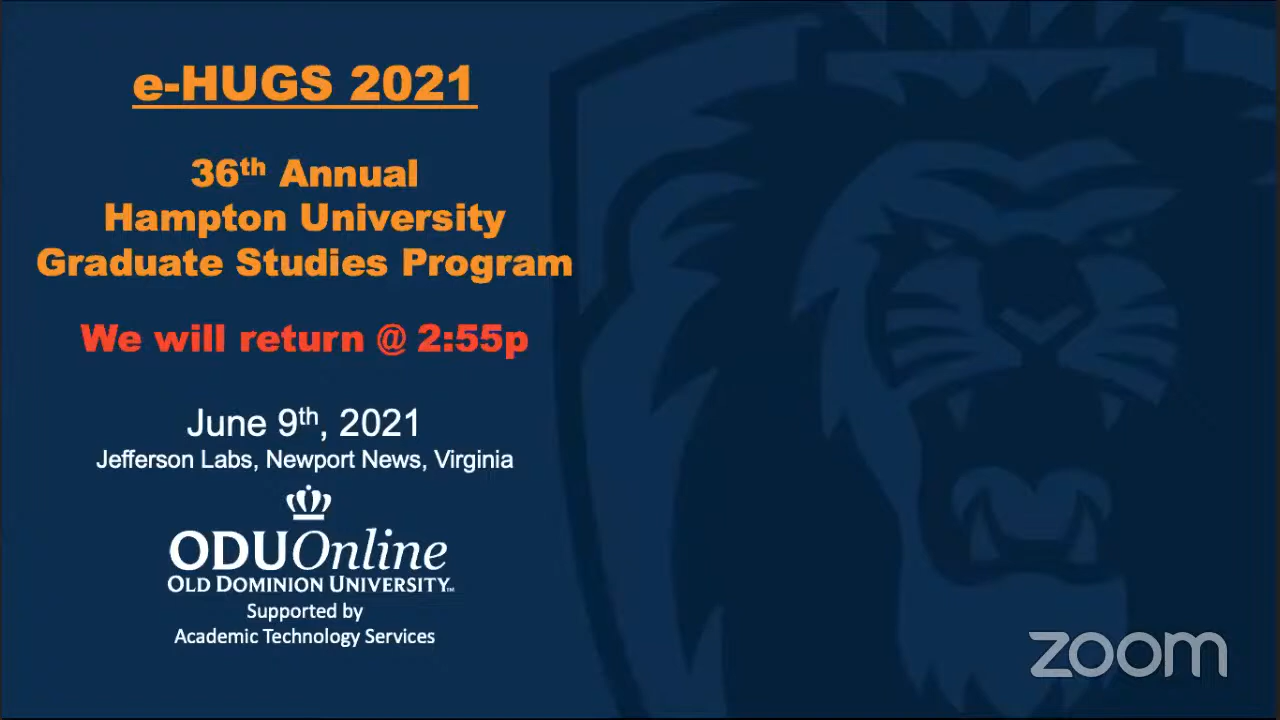 e-HUGS 2021
36th Annual
Hampton University
Graduate Studies Program
We will return @ 2:55p
June 9th, 2021
Jefferson Labs, Newport News, Virginia
ODUOnline
OLD DOMINION UNIVERSITY™
Supported by
Academic Technology Services
zoom